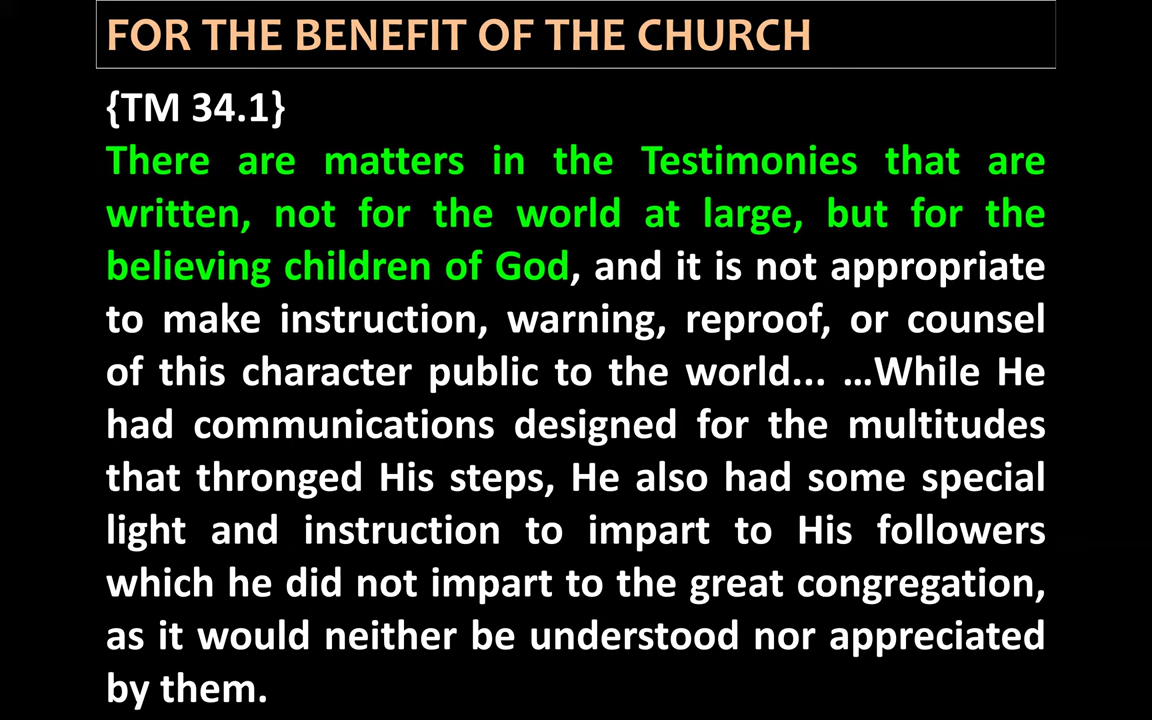 FOR THE BENEFIT OF THE CHURCH
{TM 34.1}
There are matters in the Testimonies that are
written, not for the world at large, but for the
believing children of God, and it is not appropriate
to make instruction, warning, reproof, or counsel
of this character public to the world... ...While He
had communications designed for the multitudes
that thronged His steps, He also had some special
light and instruction to impart to His followers
which he did not impart to the great congregation,
as it would neither be understood nor appreciated
by them.